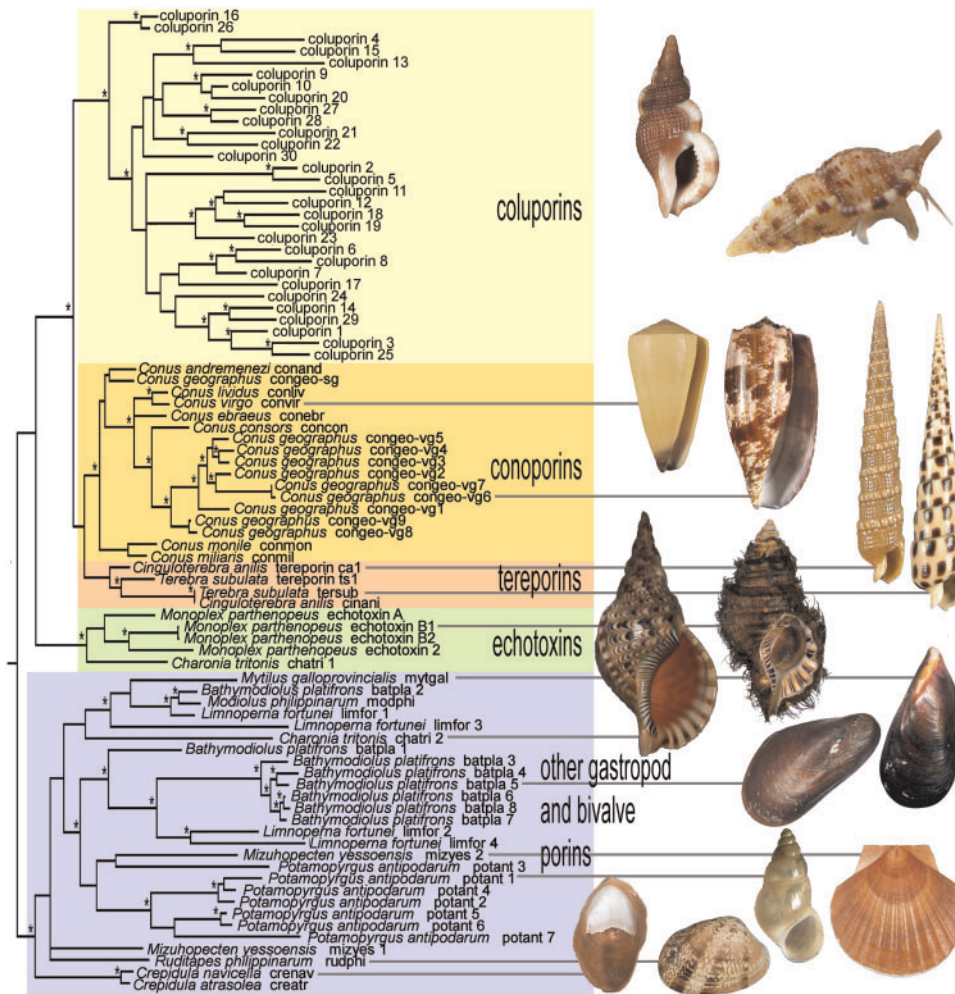 coluporin 16
coluporin 26
coluporin 4
coluporin 15
coluporin 13
coluporin 9
coluporin 10
coluporin 20
coluporin 27
coluporin 28
coluporin 21
coluporin 22
coluporin 30
coluporin 2
coluporin 5
coluporin 11
coluporin 12
coluporin 18
coluporin 19
coluporin 23
coluporin 6
coluporin 8
coluporin 7
coluporin 17
coluporin 24
coluporin 14
coluporin 29
coluporin 1
coluporin 3
coluporin 25
coluporins
Conus andremenezi conand
Conus geographus congeo-sg
Conus lividus conliv
Conus virgo convir
Conus ebraeus conebr
Conus consors concon
Conus geographus congeo-vg5
Conus geographus congeo-vg4
Conus geographus congeo-vg3
Conus geographus congeo-vg2
Conus geographus congeo-vg7
Conus geographus congeo-vg6
Conus geographus congeo-vg1
Conus geographus congeo-vg9
Conus geographus congeo-vg8
Conus monile conmon
Conus miliaris conmil
conoporins
Cinguloterebra anilis tereporin ca1
Terebra subulata tereporin ts1
Terebra subulata tersub
Cinguloterebra anilis cinani
tereporins
Monoplex parthenopeus echotoxin A
Monoplex parthenopeus echotoxin B1
Monoplex parthenopeus echotoxin B2
Monoplex parthenopeus echotoxin 2
Charonia tritonis chatri 1
echotoxins
Mytilus galloprovincialis mytgal
Bathymodiolus platifrons batpla 2
Modiolus philippinarum modphi
Limnoperna fortunei limfor 1
Limnoperna fortunei limfor 3
Charonia tritonis chatri 2
Bathymodiolus platifrons batpla 1
Bathymodiolus platifrons batpla 3
Bathymodiolus platifrons batpla 4
Bathymodiolus platifrons batpla 5
Bathymodiolus platifrons batpla 6
Bathymodiolus platifrons batpla 8
Bathymodiolus platifrons batpla 7
Limnoperna fortunei limfor 2
Limnoperna fortunei limfor 4
Mizuhopecten yessoensis mizyes 2
Potamopyrgus antipodarum potant 3
Potamopyrgus antipodarum potant 1
Potamopyrgus antipodarum potant 4
Potamopyrgus antipodarum potant 2
Potamopyrgus antipodarum potant 5
Potamopyrgus antipodarum potant 6
Potamopyrgus antipodarum potant 7
Mizuhopecten yessoensis mizyes 1
Ruditapes philippinarum rudphi
Crepidula navicella crenav
Crepidula atrasolea creatr
other gastropod
and bivalve
porins